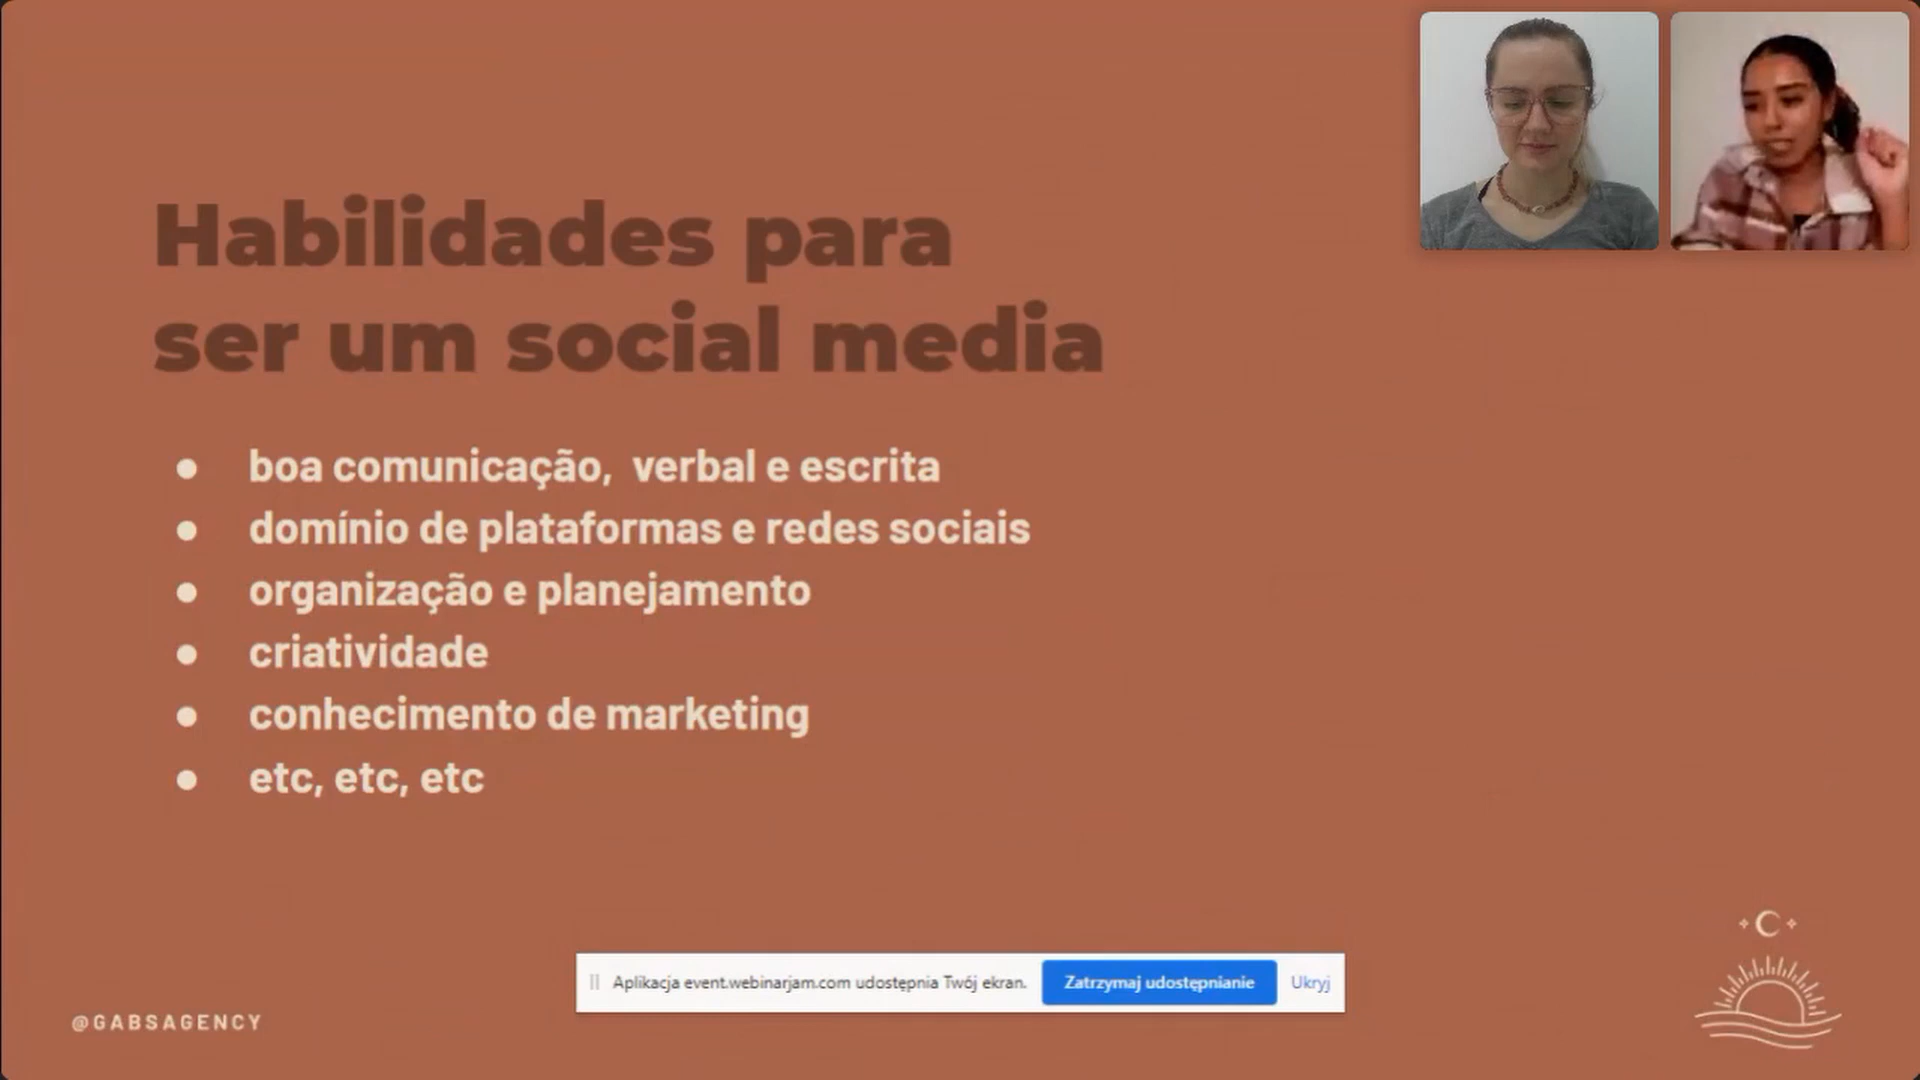 Habilidades para
ser um social media
● boa comunicação,  verbal e escrita
● domínio de plataformas e redes sociais
● organização e planejamento
● criatividade
● conhecimento de marketing
● etc, etc, etc
Aplikacja event.webinarjam.com udostępnia Twój ekran. Zatrzymaj udostępnianie Ukryj
@GABSAGENCY